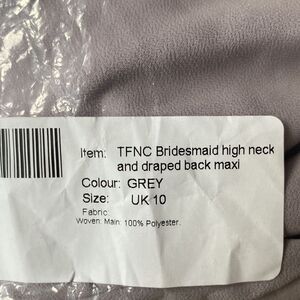 Item: TFNC Bridesmaid high neck
and draped back maxi
Colour: GREY
Size: UK 10
Fabric:
Woven: Main: 100% Polyester.